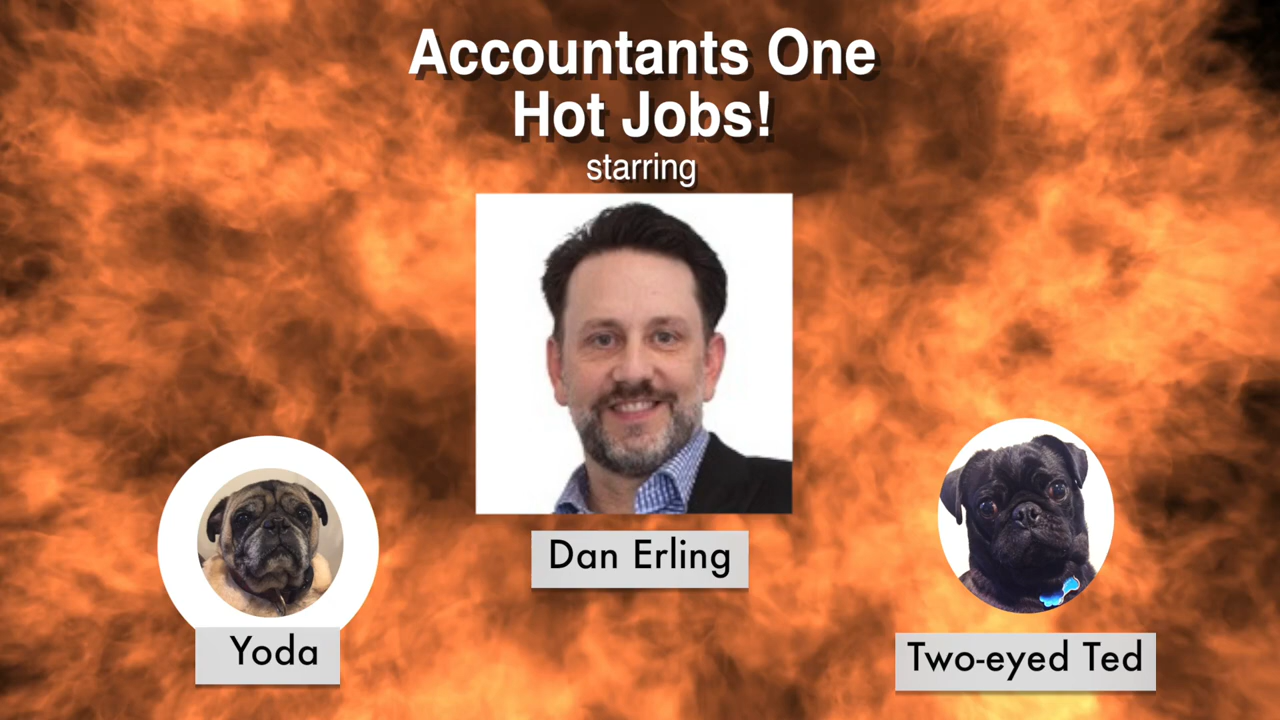 Accountants One
Hot Jobs!
starring
Dan Erling
Yoda
Two-eyed Ted